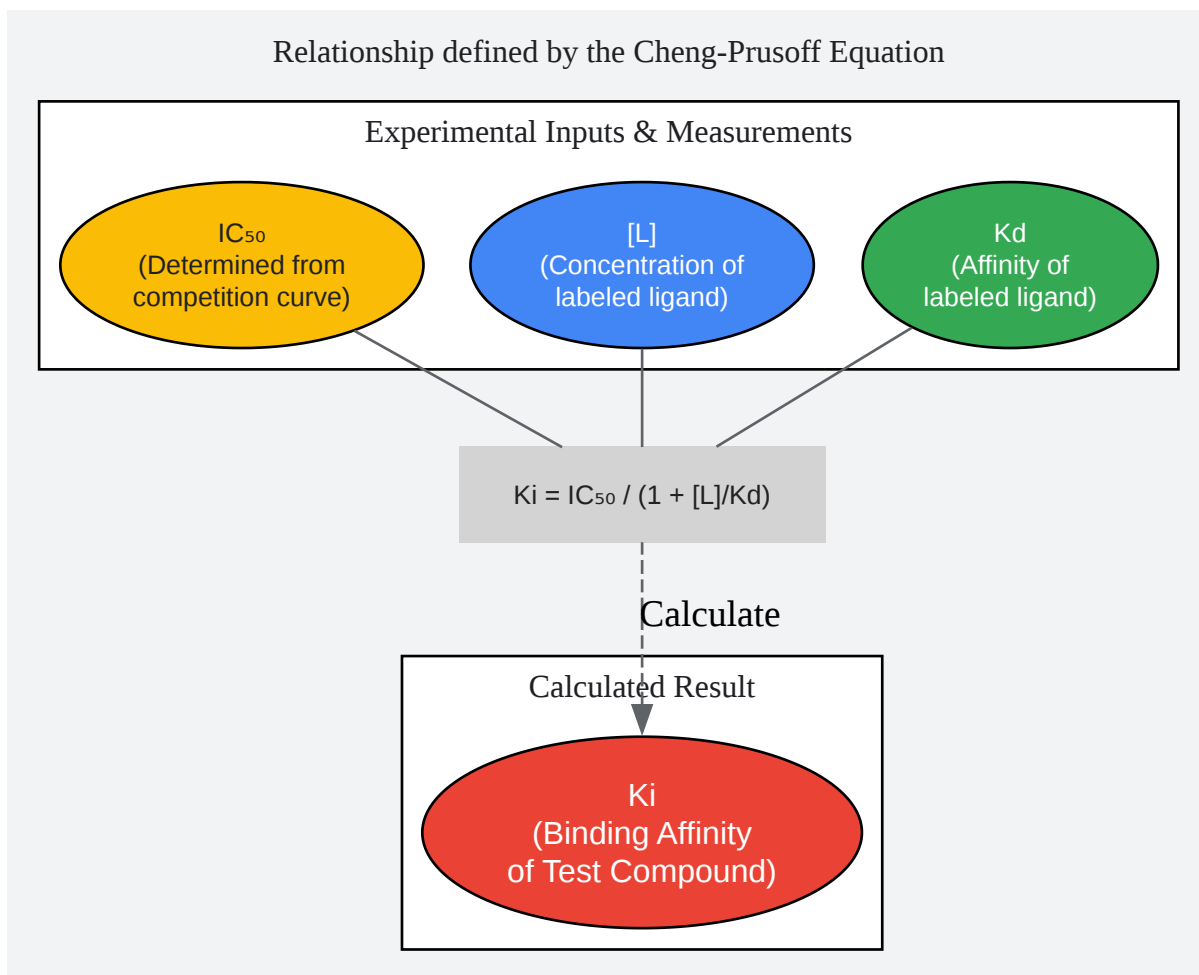 Relationship defined by the Cheng-Prusoff Equation
Experimental Inputs & Measurements
IC₅₀
(Determined from
competition curve)
[L]
(Concentration of
labeled ligand)
Kd
(Affinity of
labeled ligand)
Ki = IC₅₀ / (1 + [L]/Kd)
Calculate
Calculated Result
Ki
(Binding Affinity
of Test Compound)